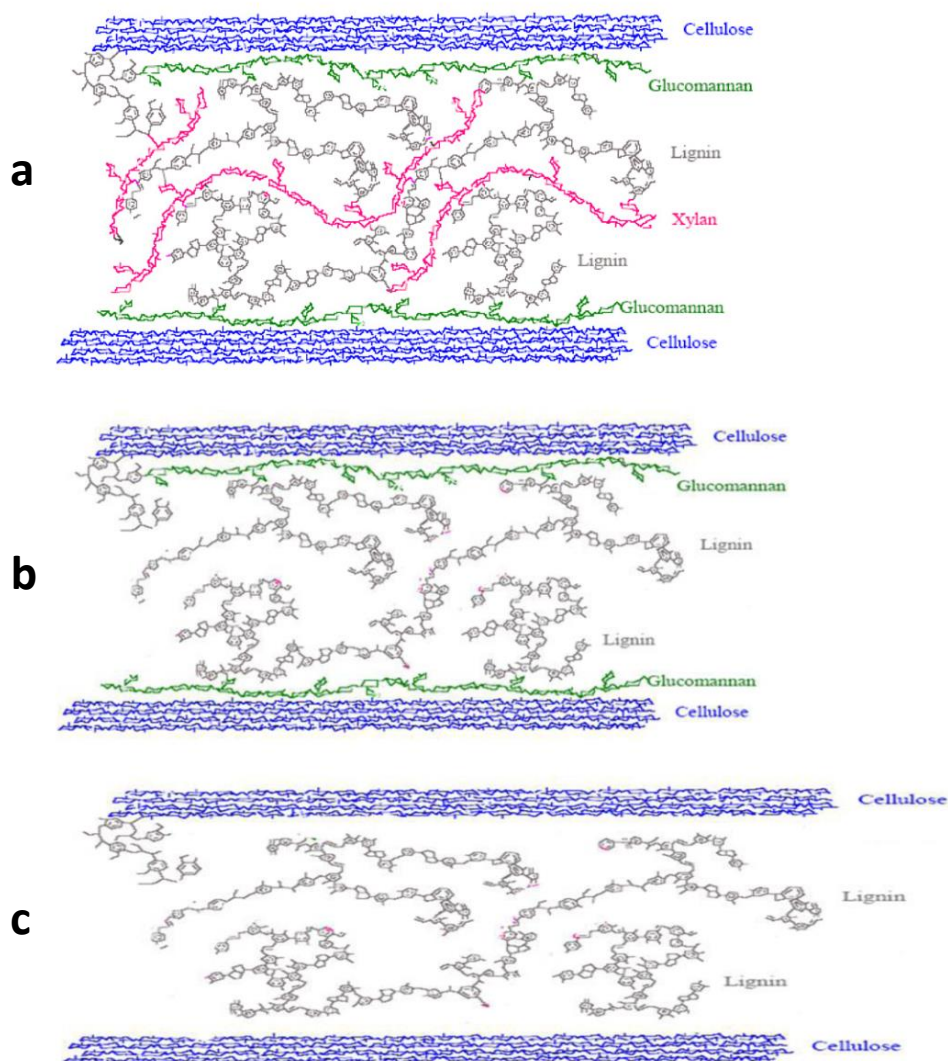 Cellulose
Glucomannan
Lignin
a
Xylan
Lignin
Glucomannan
Cellulose
Cellulose
Glucomannan
Lignin
b
Lignin
Glucomannan
Cellulose
Cellulose
Lignin
c
Lignin
Cellulose